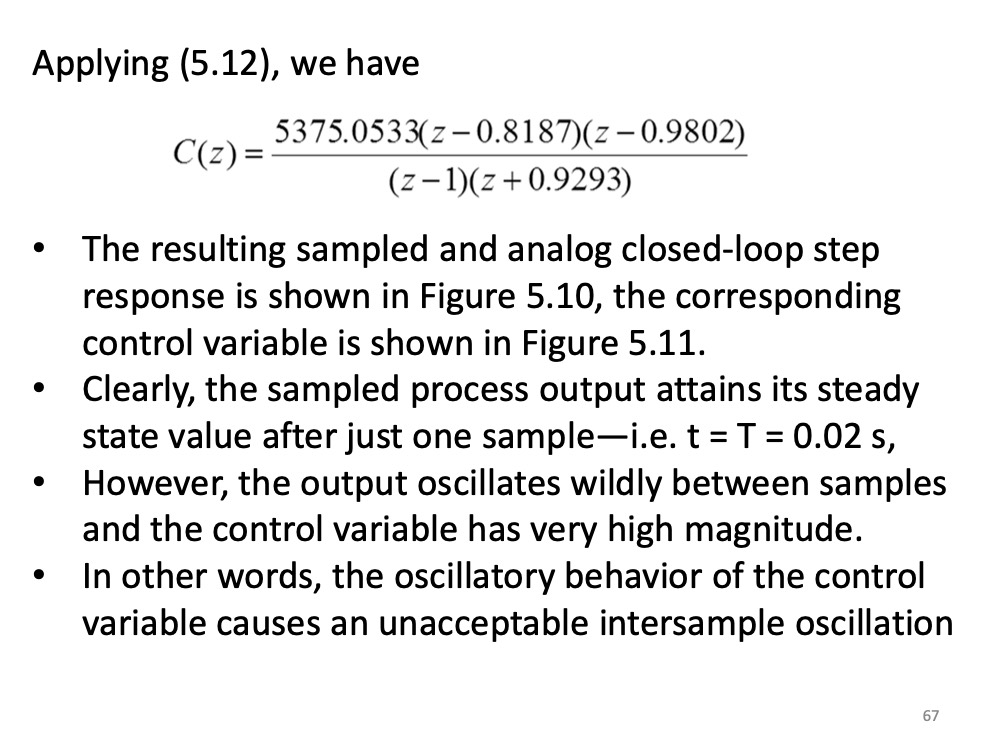 Applying (5.12), we have
C(z) = 5375.0533(z − 0.8187)(z − 0.9802) / (z − 1)(z + 0.9293)
• The resulting sampled and analog closed-loop step
response is shown in Figure 5.10, the corresponding
control variable is shown in Figure 5.11.
• Clearly, the sampled process output attains its steady
state value after just one sample—i.e. t = T = 0.02 s,
• However, the output oscillates wildly between samples
and the control variable has very high magnitude.
• In other words, the oscillatory behavior of the control
variable causes an unacceptable intersample oscillation
67